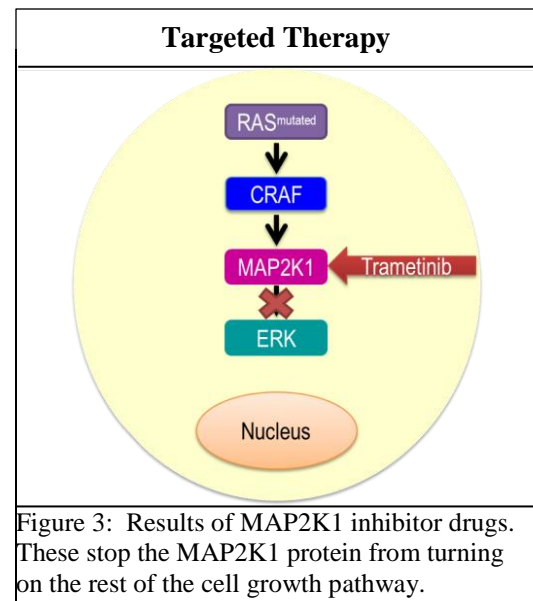 Targeted Therapy
RASmutated
CRAF
MAP2K1
Trametinib
ERK
Nucleus
Figure 3: Results of MAP2K1 inhibitor drugs.
These stop the MAP2K1 protein from turning
on the rest of the cell growth pathway.